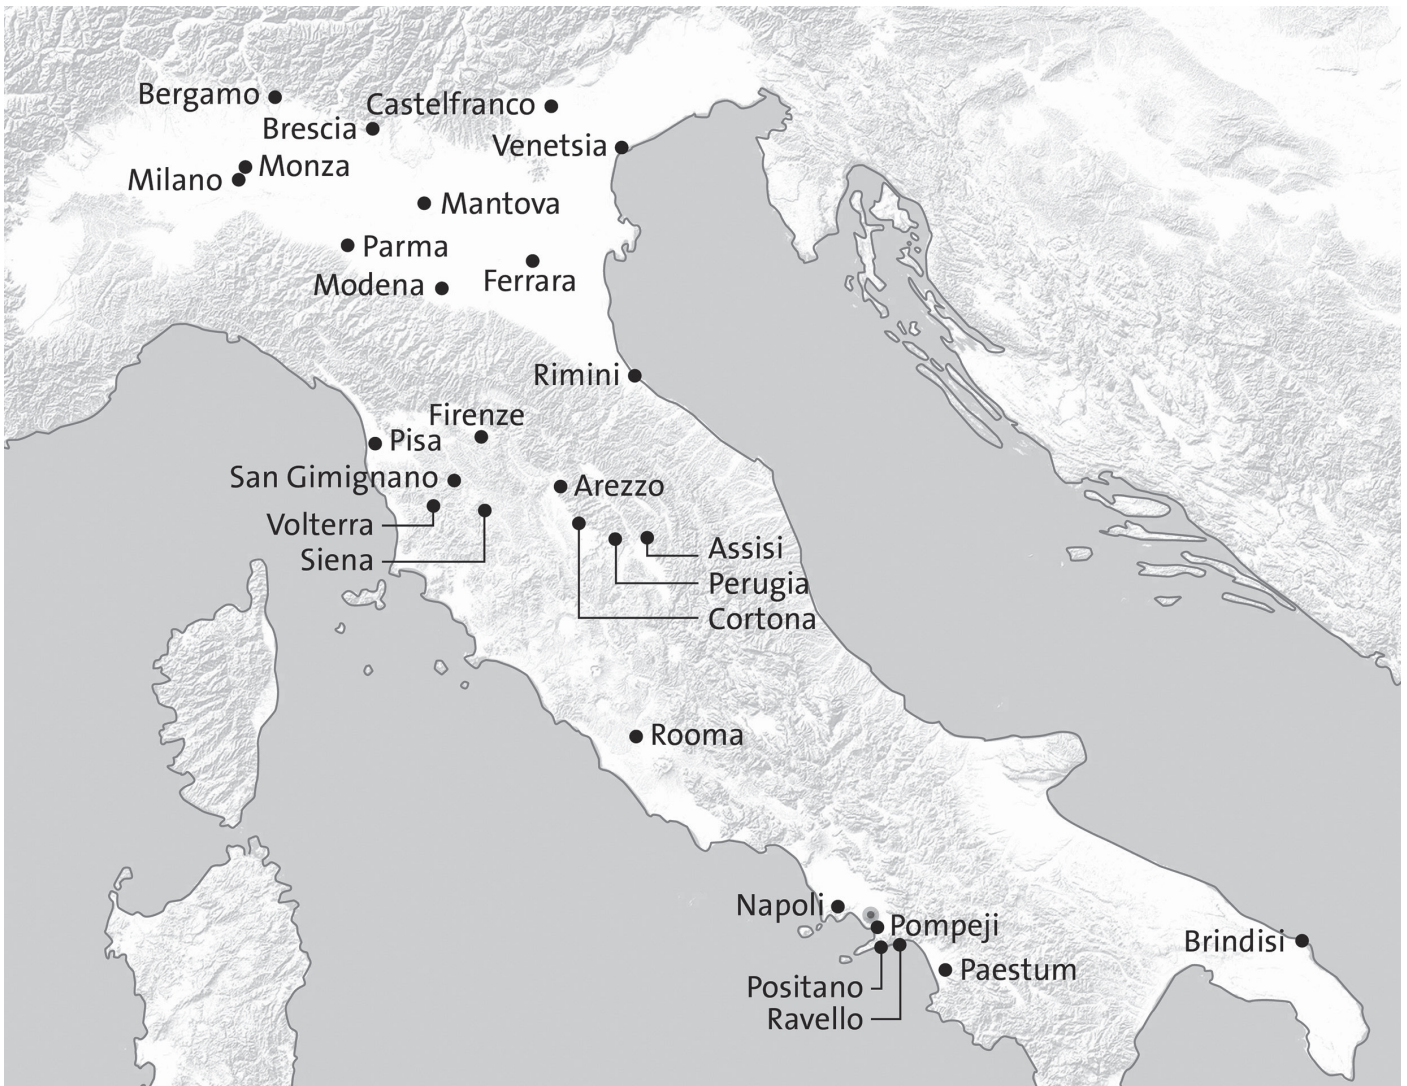 Bergamo
Castelfranco
Brescia
Venetsia
Monza
Milano
Mantova
Parma
Ferrara
Modena
Rimini
Firenze
Pisa
San Gimignano
Arezzo
Volterra
Siena
Assisi
Perugia
Cortona
Rooma
Napoli
Pompeji
Brindisi
Paestum
Positano
Ravello